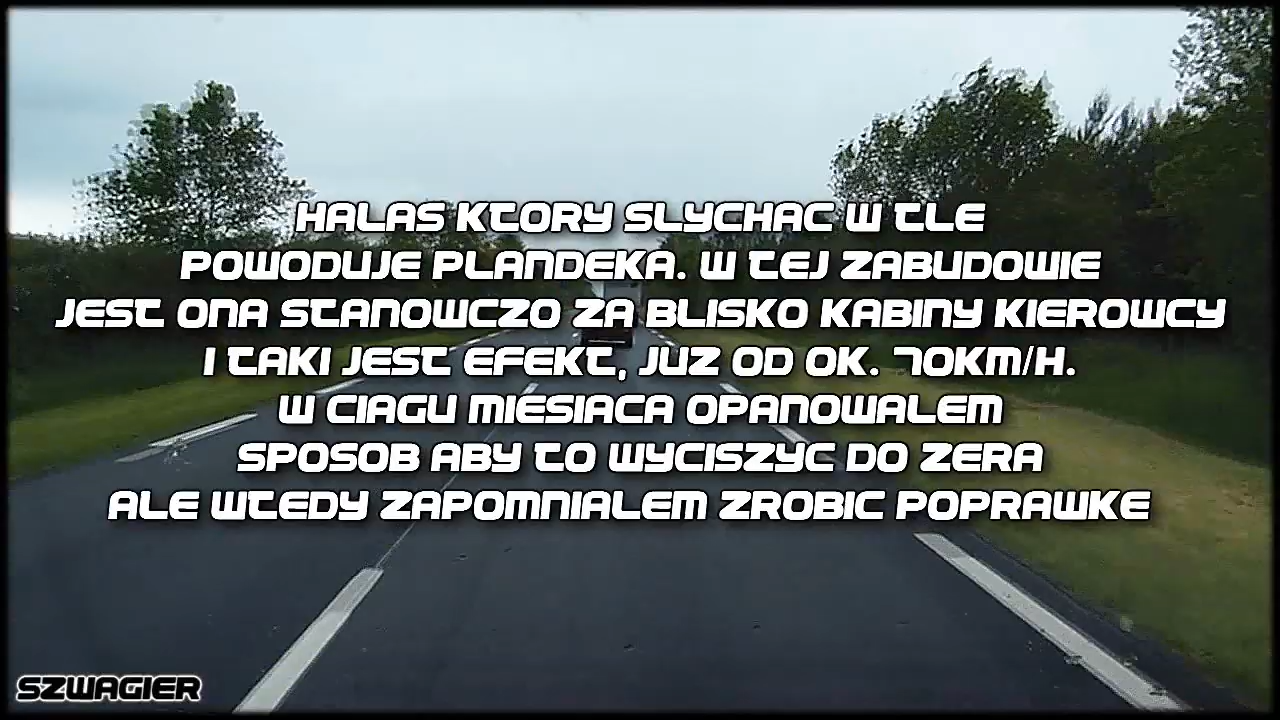 HALAS KTORY SLYCHAC W TLE
POWODUJE PLANDEKA. W TEJ ZABUDOWIE
JEST ONA STANOWCZO ZA BLISKO KABINY KIEROWCY
I TAKI JEST EFEKT, JUZ OD OK. 70KM/H.
W CIAGU MIESIACA OPANOWALEM
SPOSOB ABY TO WYCISZYC DO ZERA
ALE WTEDY ZAPOMNIALEM ZROBIC POPRAWKE
SZWAGIER